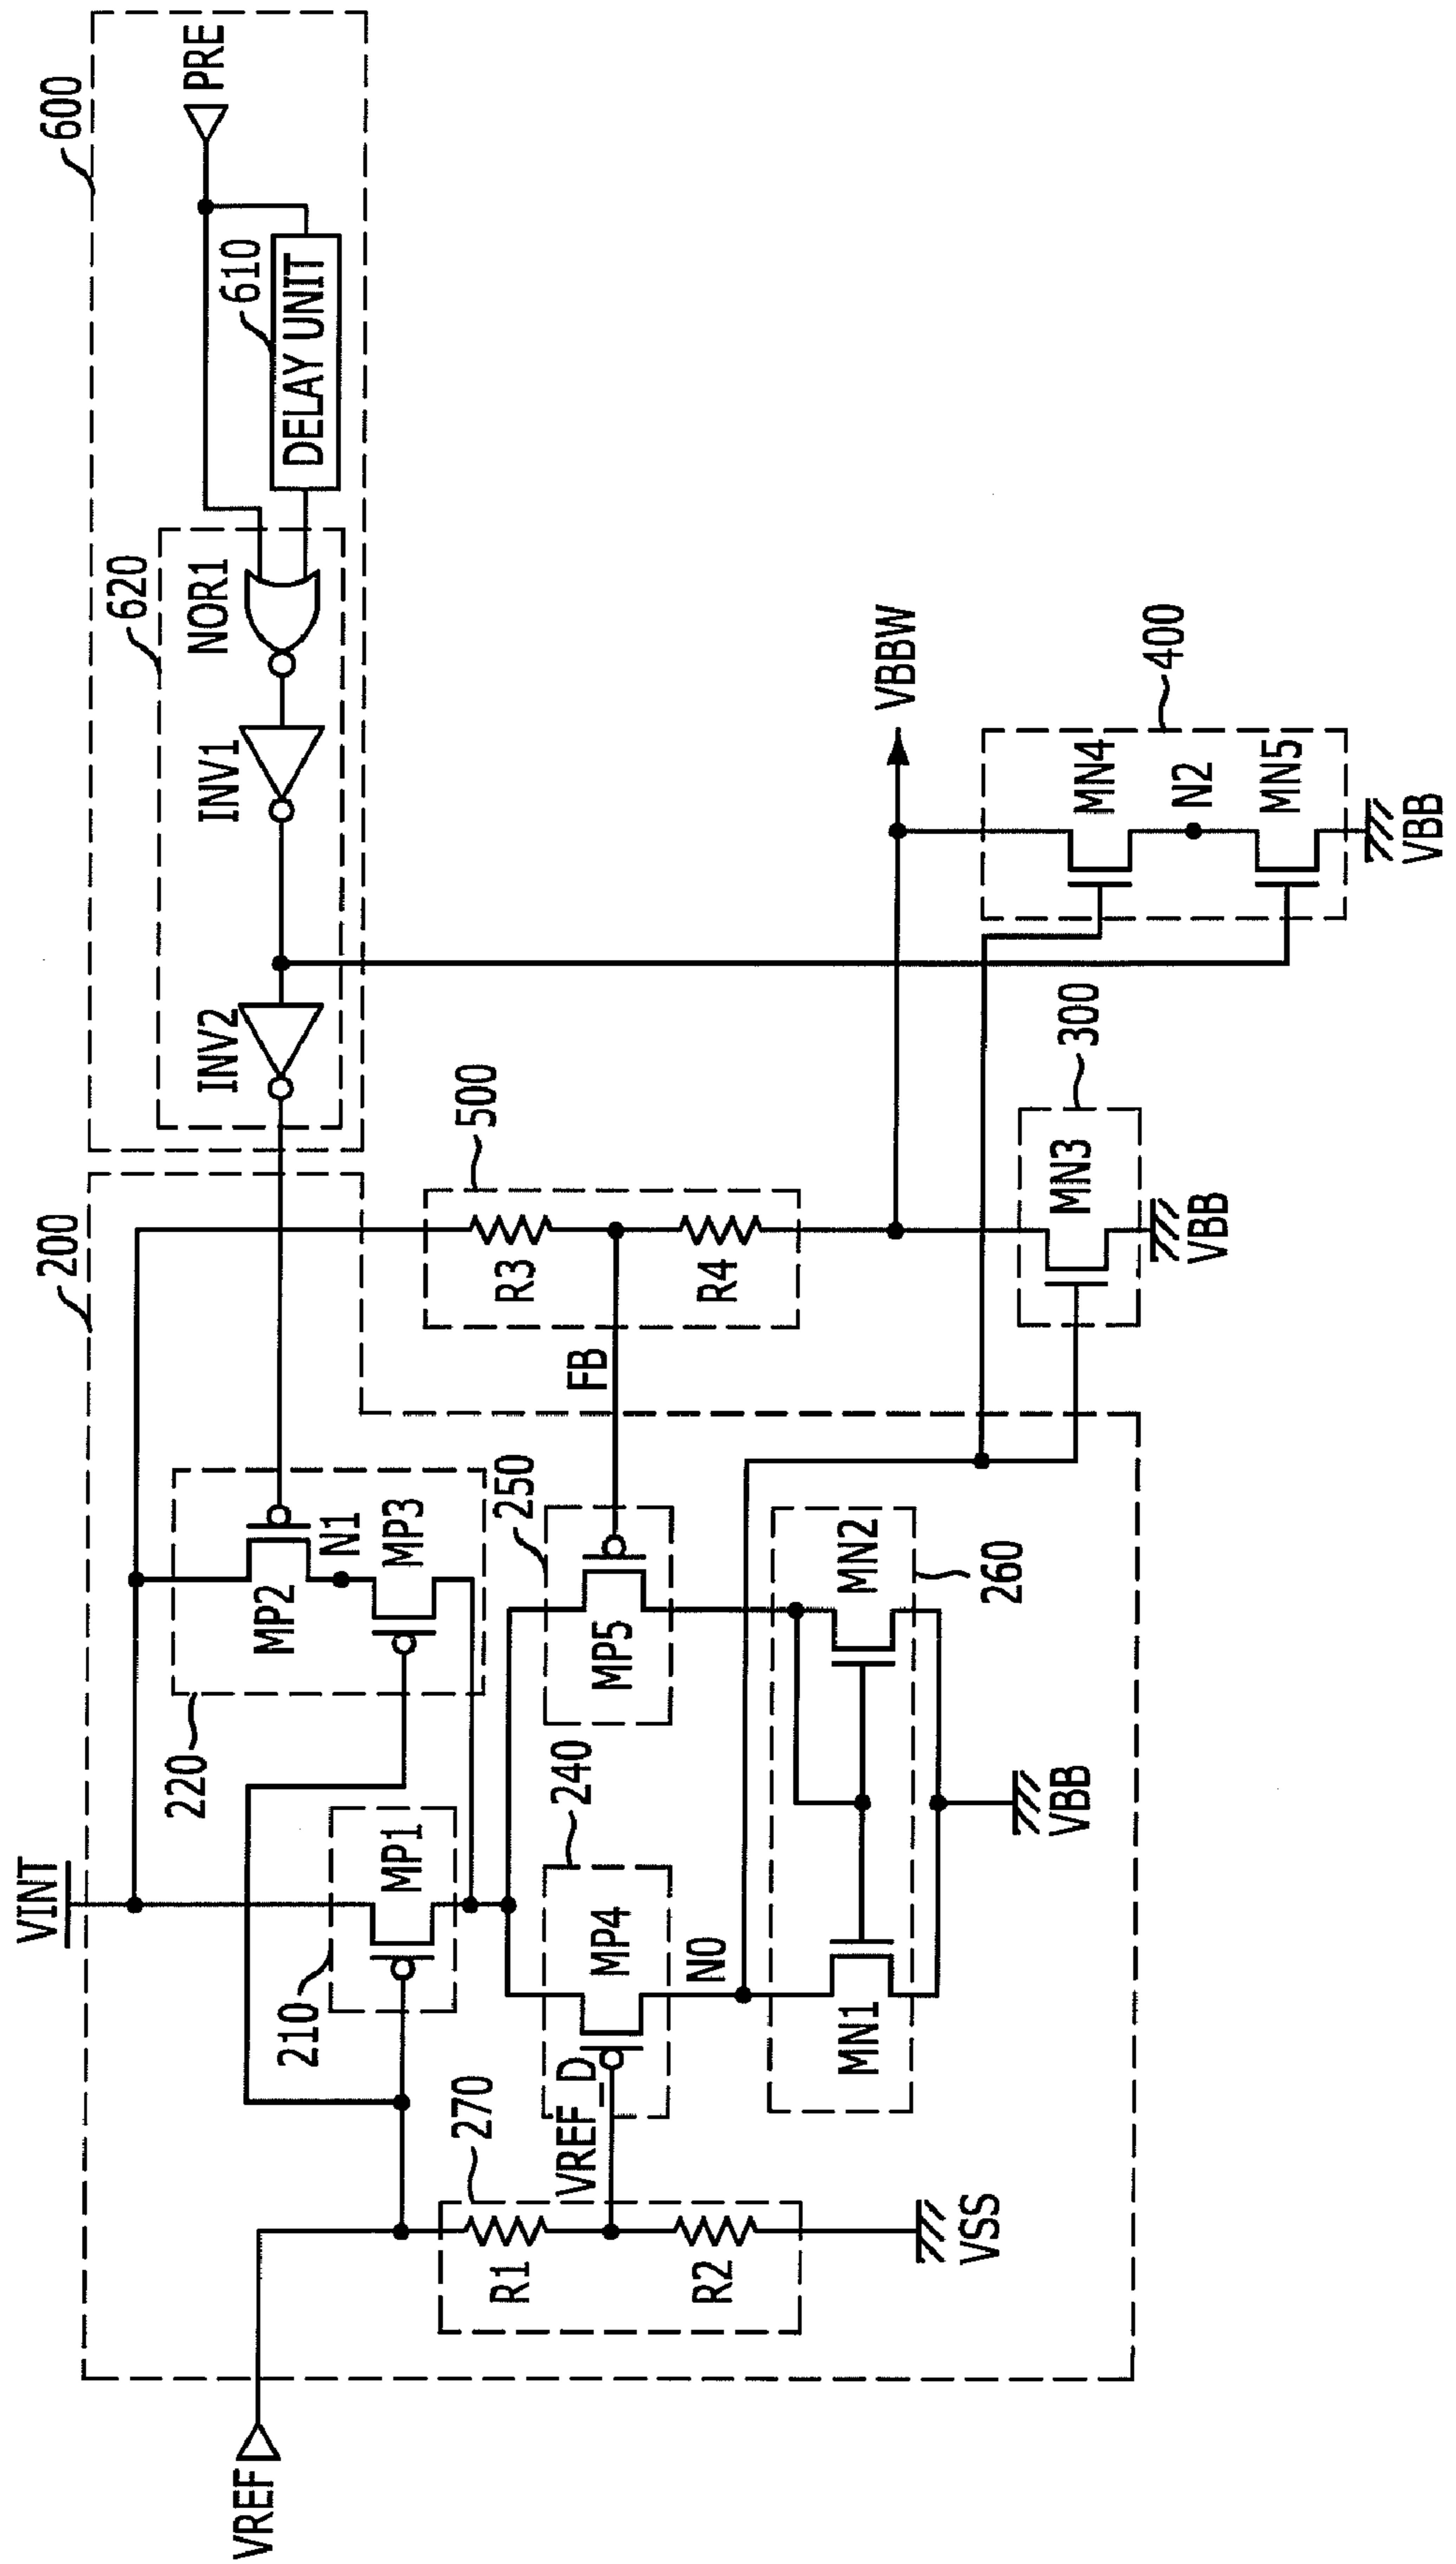 600
PRE
610
DELAY UNIT
620
NOR1
INV1
INV2
VBBW
400
MN4
N2
MN5
VBB
200
500
R3
R4
FB
300
MN3
VBB
220
MP2
N1
MP3
250
MP5
MN2
260
VINT
210
MP1
240
MP4
N0
MN1
VBB
VREF_D
270
R1
R2
VSS
VREF